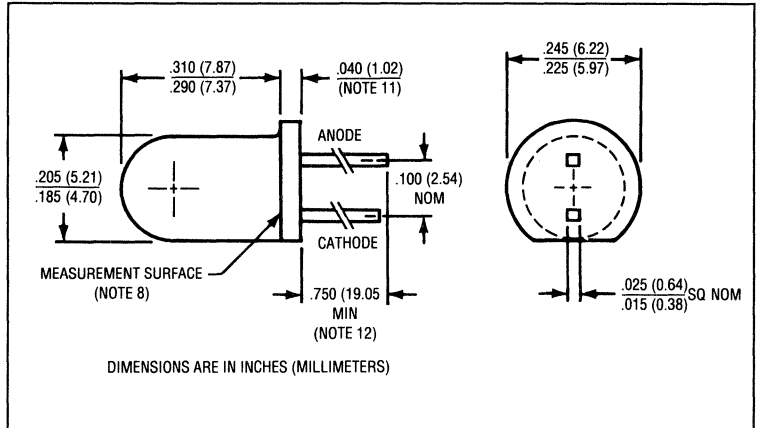 .310 (7.87)
.290 (7.37)
.040 (1.02)
(NOTE 11)
.245 (6.22)
.225 (5.97)
ANODE
.205 (5.21)
.185 (4.70)
.100 (2.54)
NOM
CATHODE
MEASUREMENT SURFACE
(NOTE 8)
.750 (19.05
MIN
(NOTE 12)
.025 (0.64)
.015 (0.38) SQ NOM
DIMENSIONS ARE IN INCHES (MILLIMETERS)